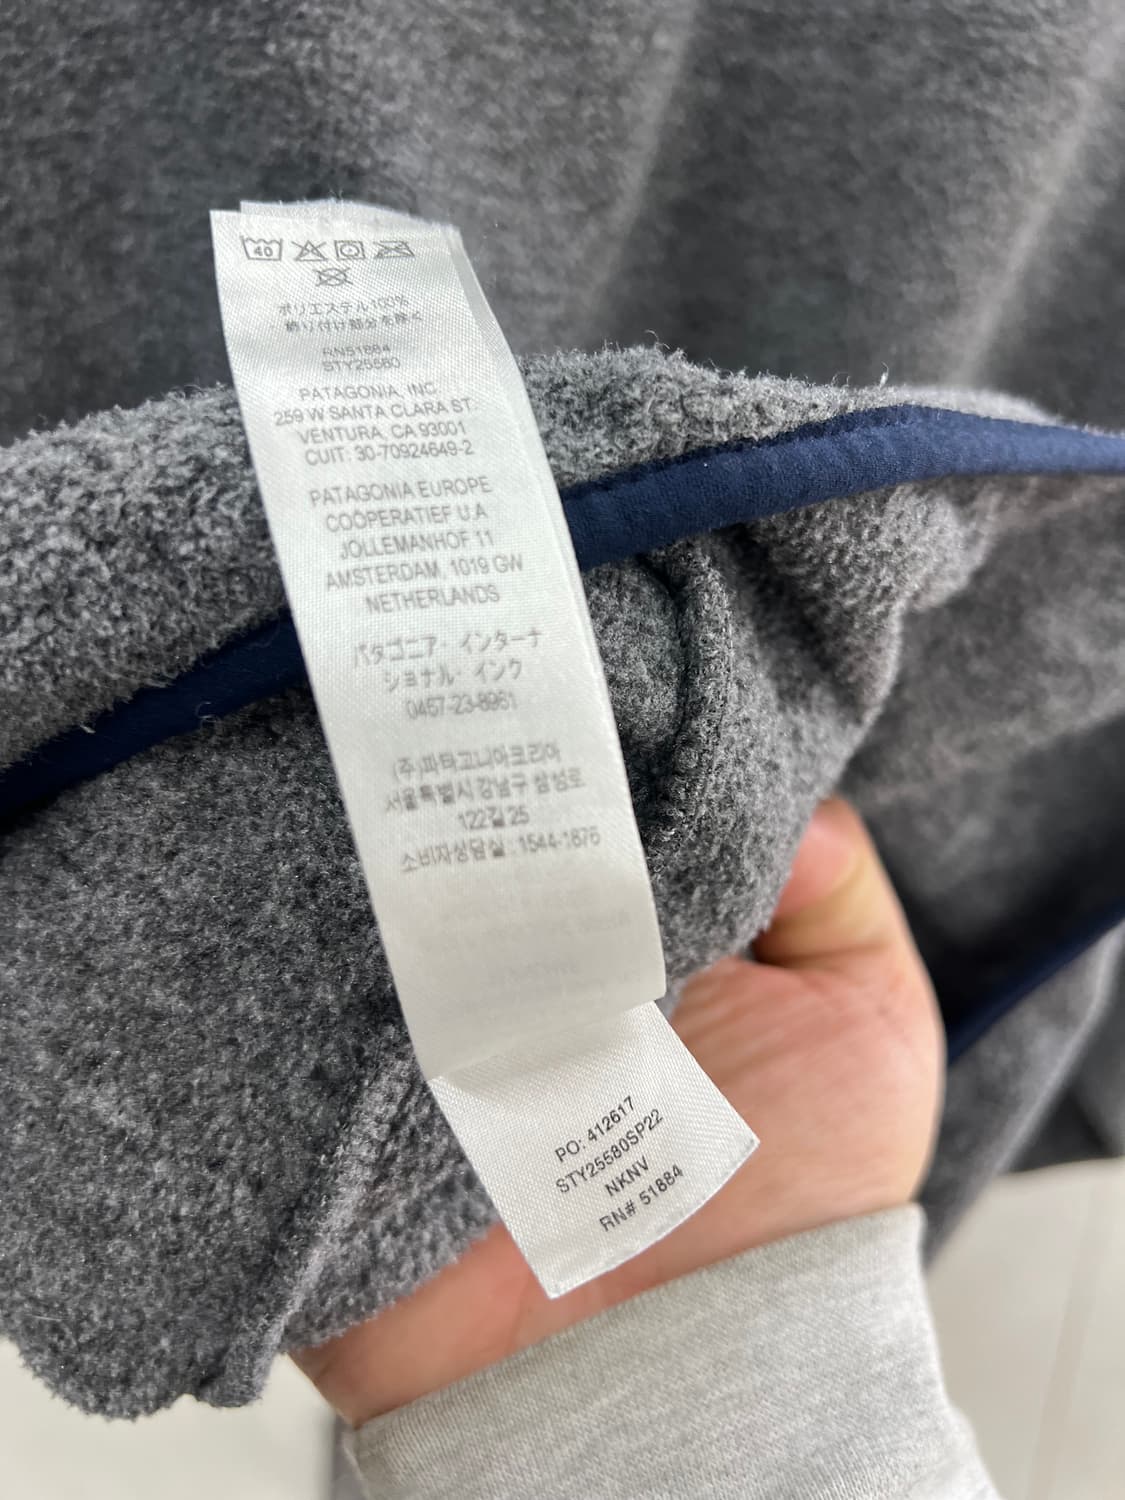 40
ポリエステル100%
飾り付け部分を除く
RN51884
STY25580
PATAGONIA, INC.
259 W SANTA CLARA ST.
VENTURA, CA 93001
CUIT: 30-70924649-2
PATAGONIA EUROPE
COÖPERATIEF U.A
JOLLEMANHOF 11
AMSTERDAM, 1019 GW
NETHERLANDS
パタゴニア・インターナ
ショナル・インク
0467-23-8961
(주)파타고니아코리아
서울특별시 강남구 삼성로
122길 25
소비자상담실 : 1544-1876
PO: 412617
STY25580SP22
NKNV
RN# 51884